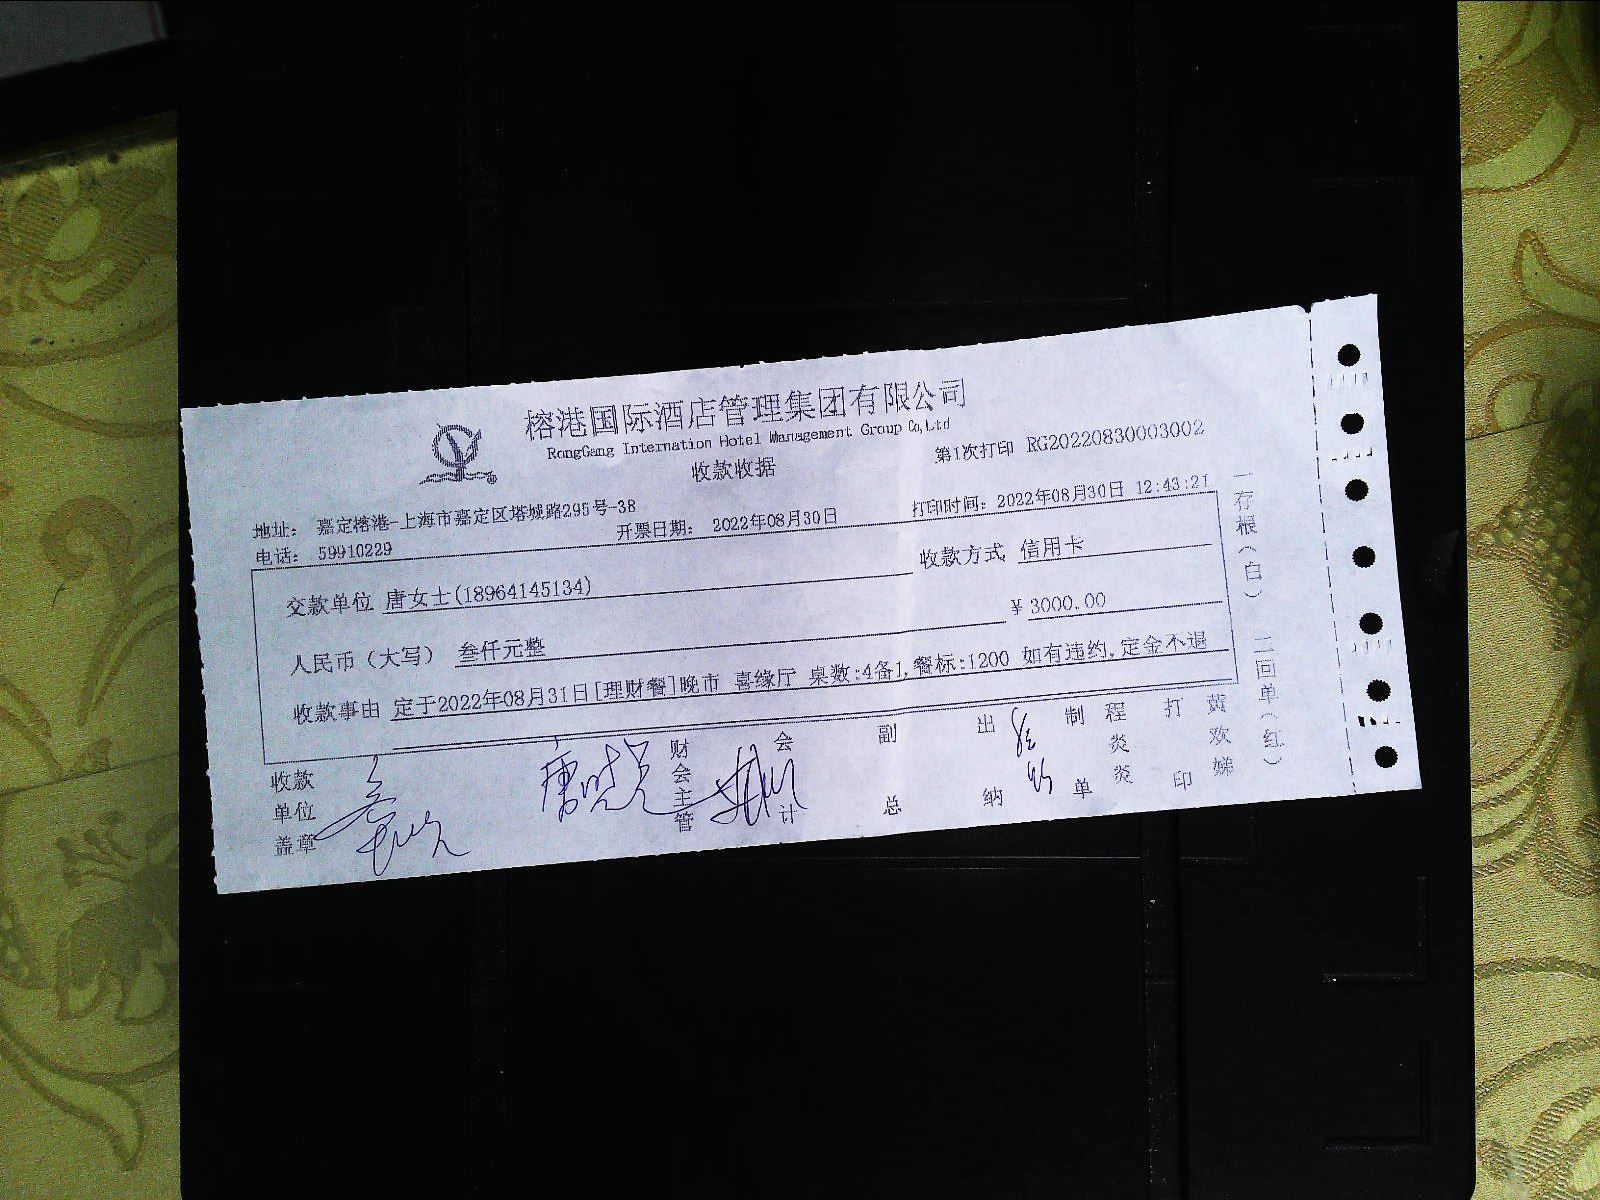 榕港国际酒店管理集团有限公司
RongGang Internation Hotel Management Group Co,Ltd
收款收据
第1次打印 RG20220830003002
地址： 嘉定榕港-上海市嘉定区塔城路295号-38
电话： 59910229
开票日期： 2022年08月30日
打印时间： 2022年08月30日 12:43:21
交款单位 唐女士(18964145134)
收款方式 信用卡
人民币（大写） 叁仟元整
¥ 3000.00
收款事由 定于2022年08月31日[理财餐]晚市 喜缘厅 桌数:4备1,餐标:1200 如有违约,定金不退
收款单位盖章
财会主管
会计
副总
出纳
制单 程炎炎
打印 黄欢娣
一存根（白） 二回单（红）